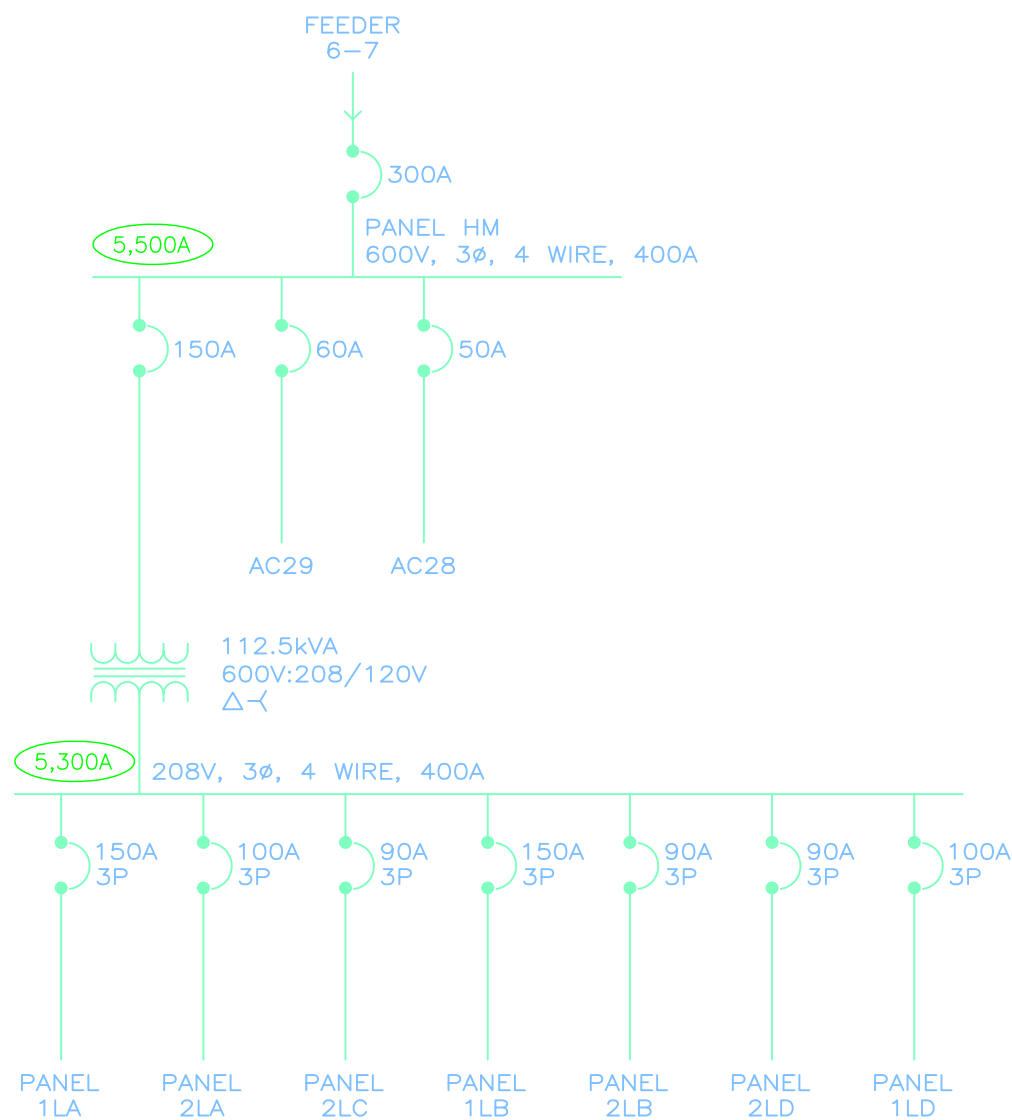 FEEDER
6-7
300A
PANEL HM
600V, 3ø, 4 WIRE, 400A
5,500A
150A
60A
50A
AC29
AC28
112.5kVA
600V:208/120V
5,300A
208V, 3ø, 4 WIRE, 400A
150A
3P
100A
3P
90A
3P
150A
3P
90A
3P
90A
3P
100A
3P
PANEL
1LA
PANEL
2LA
PANEL
2LC
PANEL
1LB
PANEL
2LB
PANEL
2LD
PANEL
1LD